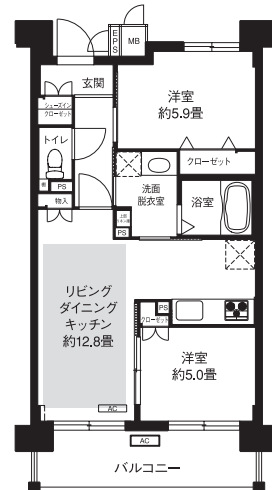 EPS
MB
玄関
洋室
約5.9畳
シューズイン
クローゼット
トイレ
クローゼット
洗面
脱衣室
浴室
PS
物入
PS
リビング
ダイニング
キッチン
約12.8畳
PS
クローゼット
洋室
約5.0畳
AC
AC
バルコニー